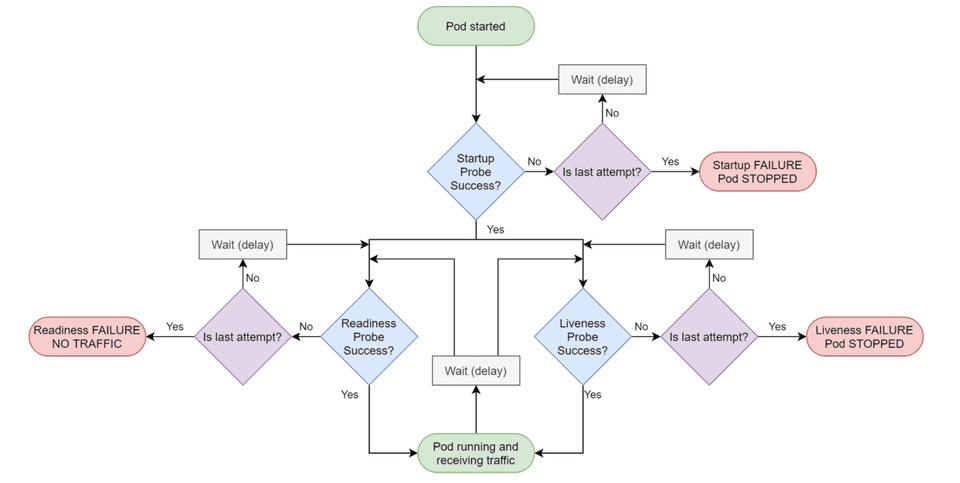 Pod started
Wait (delay)
No
Startup
Probe
Success?
No
Is last attempt?
Yes
Startup FAILURE
Pod STOPPED
Yes
Wait (delay)
Wait (delay)
No
No
Readiness FAILURE
NO TRAFFIC
Yes
Is last attempt?
No
Readiness
Probe
Success?
Liveness
Probe
Success?
No
Is last attempt?
Yes
Liveness FAILURE
Pod STOPPED
Wait (delay)
Yes
Yes
Pod running and
receiving traffic